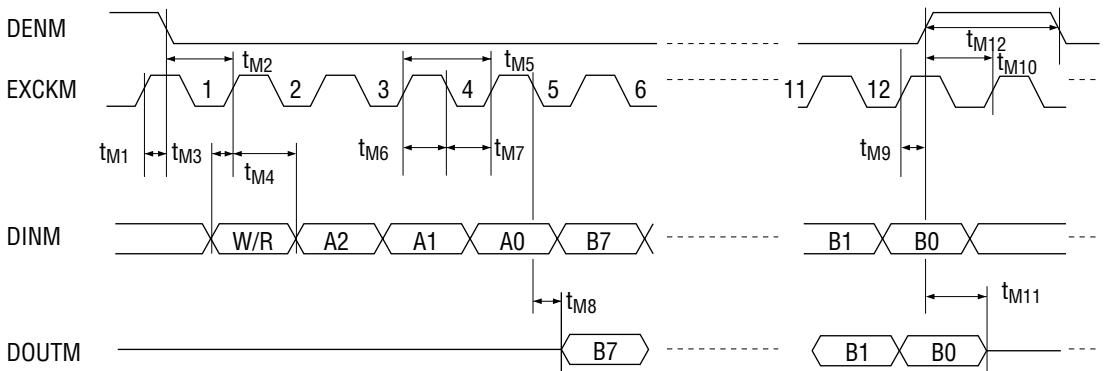 DENM
tM2 tM5 tM12
EXCKM 1 2 3 4 5 6 11 12 tM10
tM1 tM3 tM4 tM6 tM7 tM9
DINM W/R A2 A1 A0 B7 B1 B0
tM8 tM11
DOUTM B7 B1 B0